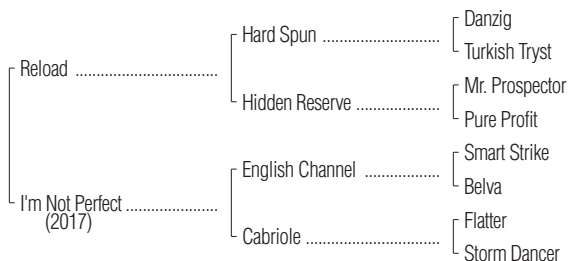 Danzig
Hard Spun ..............................
Turkish Tryst
Reload .....................................
Mr. Prospector
Hidden Reserve ......................
Pure Profit
Smart Strike
English Channel ...................
Belva
I'm Not Perfect ........................
(2017)
Flatter
Cabriole ...................................
Storm Dancer